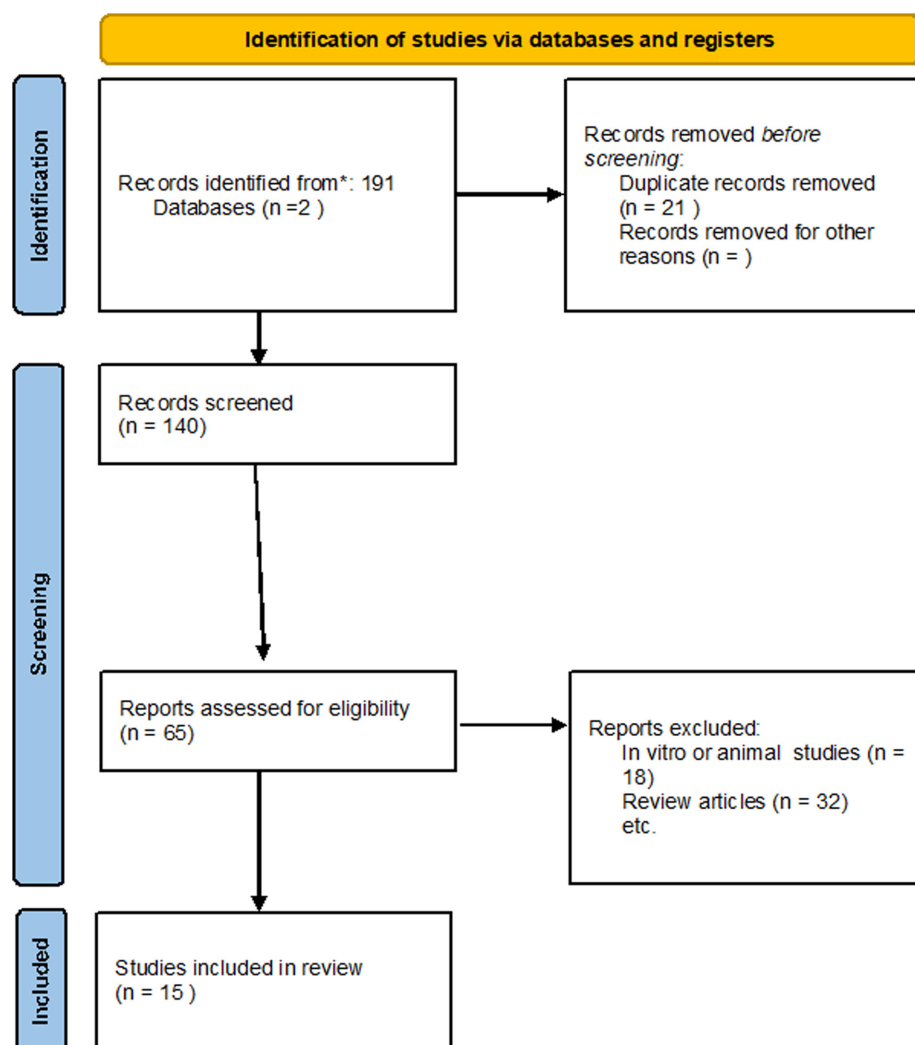 Identification of studies via databases and registers
Identification
Records identified from*: 191
Databases (n =2 )
Records removed before
screening:
Duplicate records removed
(n = 21 )
Records removed for other
reasons (n = )
Screening
Records screened
(n = 140)
Reports assessed for eligibility
(n = 65)
Reports excluded:
In vitro or animal studies (n =
18)
Review articles (n = 32)
etc.
Included
Studies included in review
(n = 15 )